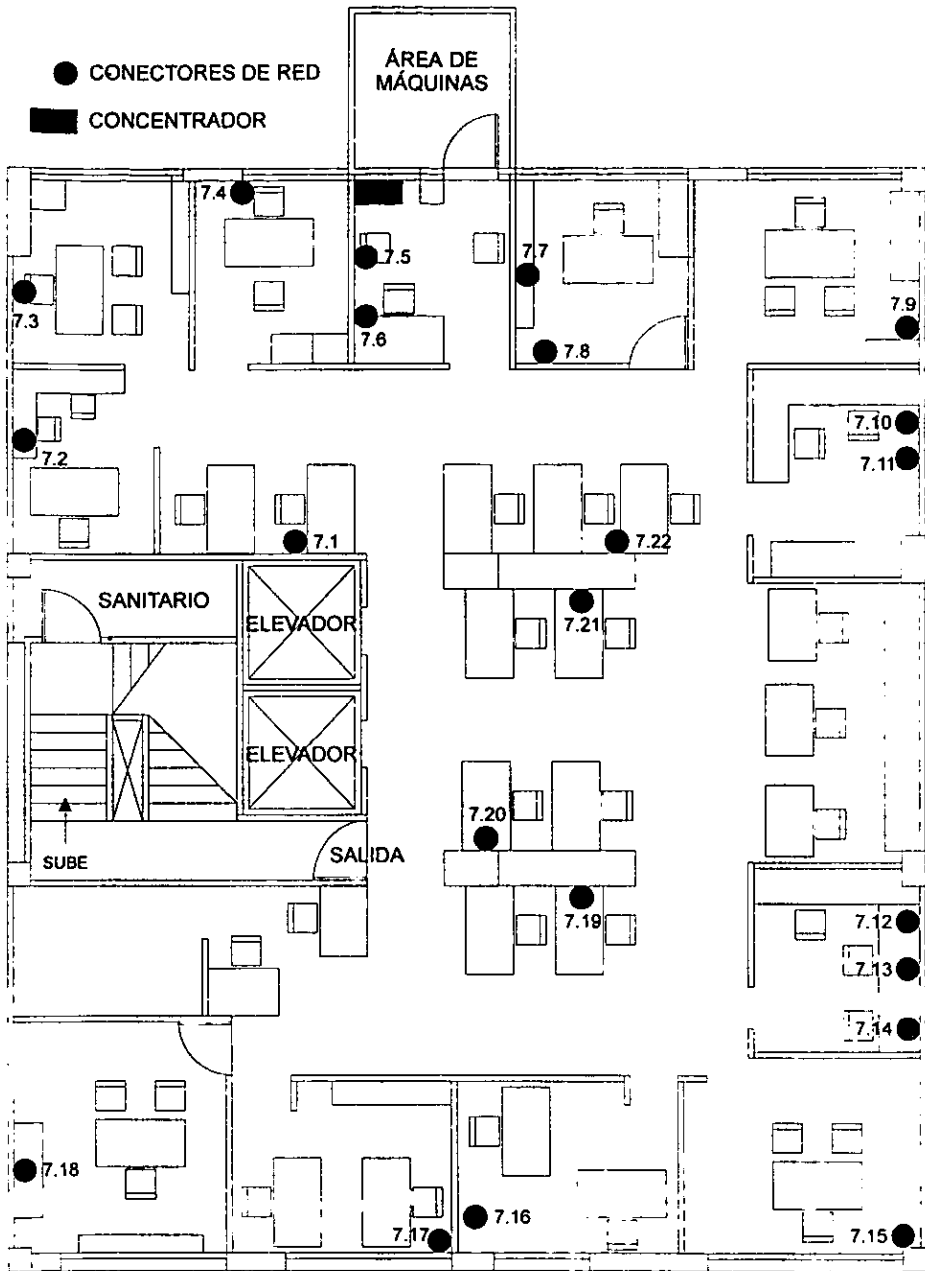 CONECTORES DE RED
CONCENTRADOR
ÁREA DE
MÁQUINAS
7.4
7.5
7.7
7.3
7.6
7.8
7.9
7.2
7.10
7.11
7.1
7.22
SANITARIO
ELEVADOR
7.21
ELEVADOR
7.20
SUBE
SALIDA
7.19
7.12
7.13
7.14
7.18
7.17
7.16
7.15